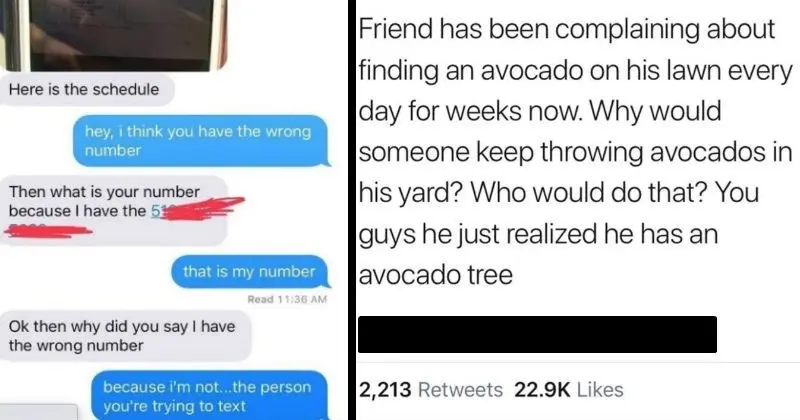 Here is the schedule
hey, i think you have the wrong
number
Then what is your number
because I have the 51
that is my number
Read 11:36 AM
Ok then why did you say I have
the wrong number
because i'm not...the person
you're trying to text
Friend has been complaining about
finding an avocado on his lawn every
day for weeks now. Why would
someone keep throwing avocados in
his yard? Who would do that? You
guys he just realized he has an
avocado tree
2,213 Retweets 22.9K Likes